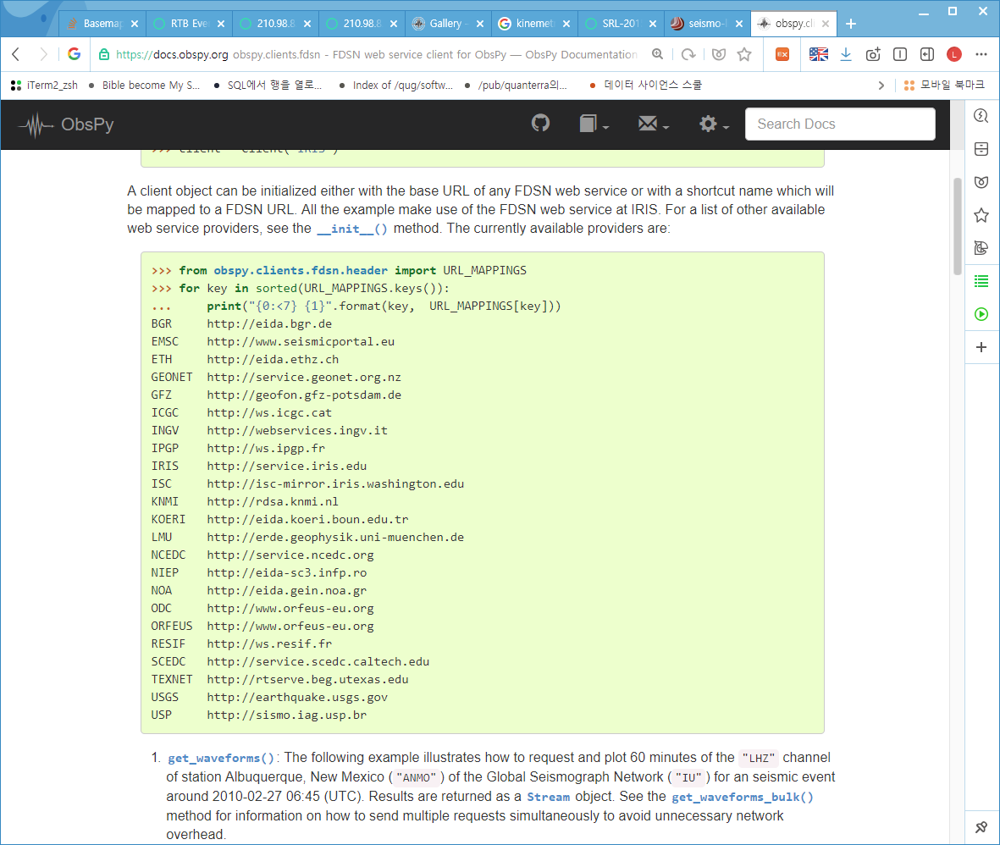 Basema
RTB Eve
210.98.8
210.98.8
Gallery -
kinemet
SRL-201
seismo-
obspy.cli
https://docs.obspy.org obspy.clients.fdsn - FDSN web service client for ObsPy — ObsPy Documentation
EX
L
iTerm2_zsh
Bible become My S...
SQL에서 행을 열로...
Index of /qug/softw...
/pub/quanterra의...
데이터 사이언스 스쿨
모바일 북마크
ObsPy
Search Docs
>>> client = Client("IRIS")
A client object can be initialized either with the base URL of any FDSN web service or with a shortcut name which will
be mapped to a FDSN URL. All the example make use of the FDSN web service at IRIS. For a list of other available
web service providers, see the __init__() method. The currently available providers are:
>>> from obspy.clients.fdsn.header import URL_MAPPINGS
>>> for key in sorted(URL_MAPPINGS.keys()):
...     print("{0:<7} {1}".format(key,  URL_MAPPINGS[key]))
BGR     http://eida.bgr.de
EMSC    http://www.seismicportal.eu
ETH     http://eida.ethz.ch
GEONET  http://service.geonet.org.nz
GFZ     http://geofon.gfz-potsdam.de
ICGC    http://ws.icgc.cat
INGV    http://webservices.ingv.it
IPGP    http://ws.ipgp.fr
IRIS    http://service.iris.edu
ISC     http://isc-mirror.iris.washington.edu
KNMI    http://rdsa.knmi.nl
KOERI   http://eida.koeri.boun.edu.tr
LMU     http://erde.geophysik.uni-muenchen.de
NCEDC   http://service.ncedc.org
NIEP    http://eida-sc3.infp.ro
NOA     http://eida.gein.noa.gr
ODC     http://www.orfeus-eu.org
ORFEUS  http://www.orfeus-eu.org
RESIF   http://ws.resif.fr
SCEDC   http://service.scedc.caltech.edu
TEXNET  http://rtserve.beg.utexas.edu
USGS    http://earthquake.usgs.gov
USP     http://sismo.iag.usp.br
1. get_waveforms(): The following example illustrates how to request and plot 60 minutes of the "LHZ" channel
of station Albuquerque, New Mexico ("ANMO") of the Global Seismograph Network ("IU") for an seismic event
around 2010-02-27 06:45 (UTC). Results are returned as a Stream object. See the get_waveforms_bulk()
method for information on how to send multiple requests simultaneously to avoid unnecessary network
overhead.